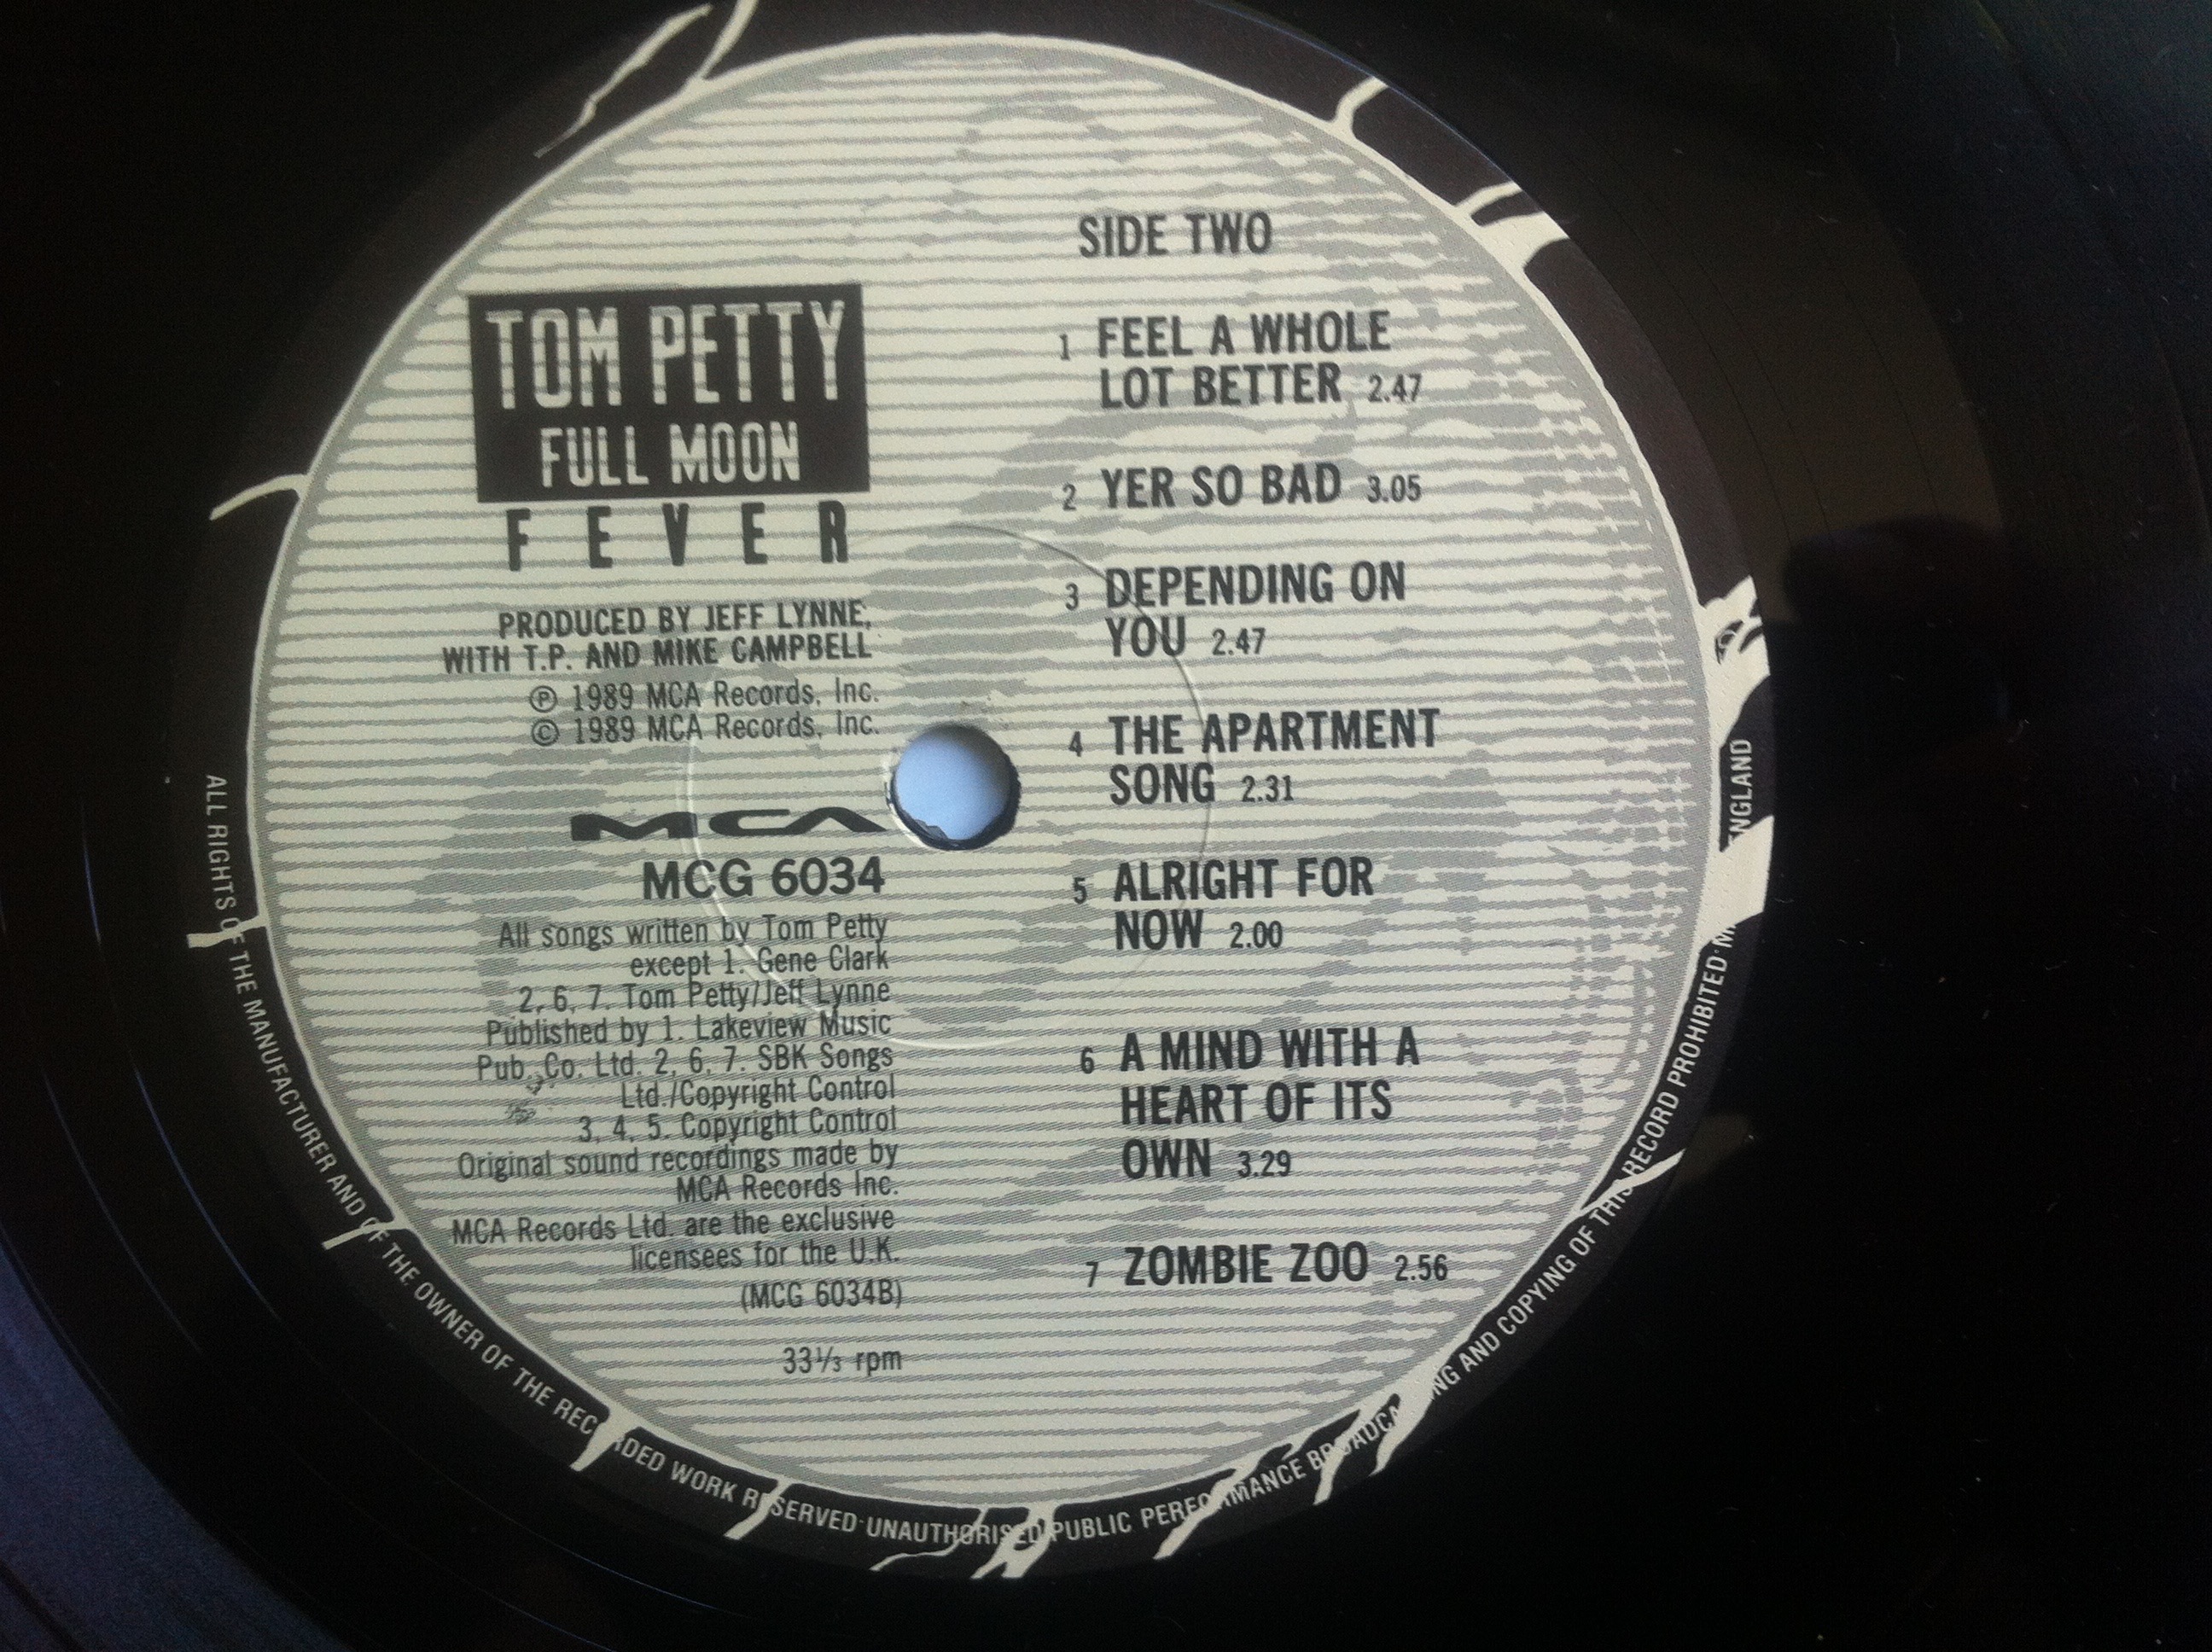 TOM PETTY
FULL MOON
FEVER
PRODUCED BY JEFF LYNNE,
WITH T.P. AND MIKE CAMPBELL
℗ 1989 MCA Records, Inc.
© 1989 MCA Records, Inc.
MCA
MCG 6034
All songs written by Tom Petty
except 1. Gene Clark
2, 6, 7. Tom Petty/Jeff Lynne
Published by 1. Lakeview Music
Pub. Co. Ltd. 2, 6, 7. SBK Songs
Ltd./Copyright Control
3, 4, 5. Copyright Control
Original sound recordings made by
MCA Records Inc.
MCA Records Ltd. are the exclusive
licensees for the U.K.
(MCG 6034B)
33⅓ rpm
SIDE TWO
1 FEEL A WHOLE
LOT BETTER 2.47
2 YER SO BAD 3.05
3 DEPENDING ON
YOU 2.47
4 THE APARTMENT
SONG 2.31
5 ALRIGHT FOR
NOW 2.00
6 A MIND WITH A
HEART OF ITS
OWN 3.29
7 ZOMBIE ZOO 2.56
ALL RIGHTS OF THE MANUFACTURER AND OF THE OWNER OF THE RECORDED WORK RESERVED·UNAUTHORISED PUBLIC PERFORMANCE BROADCASTING AND COPYING OF THIS RECORD PROHIBITED· ENGLAND